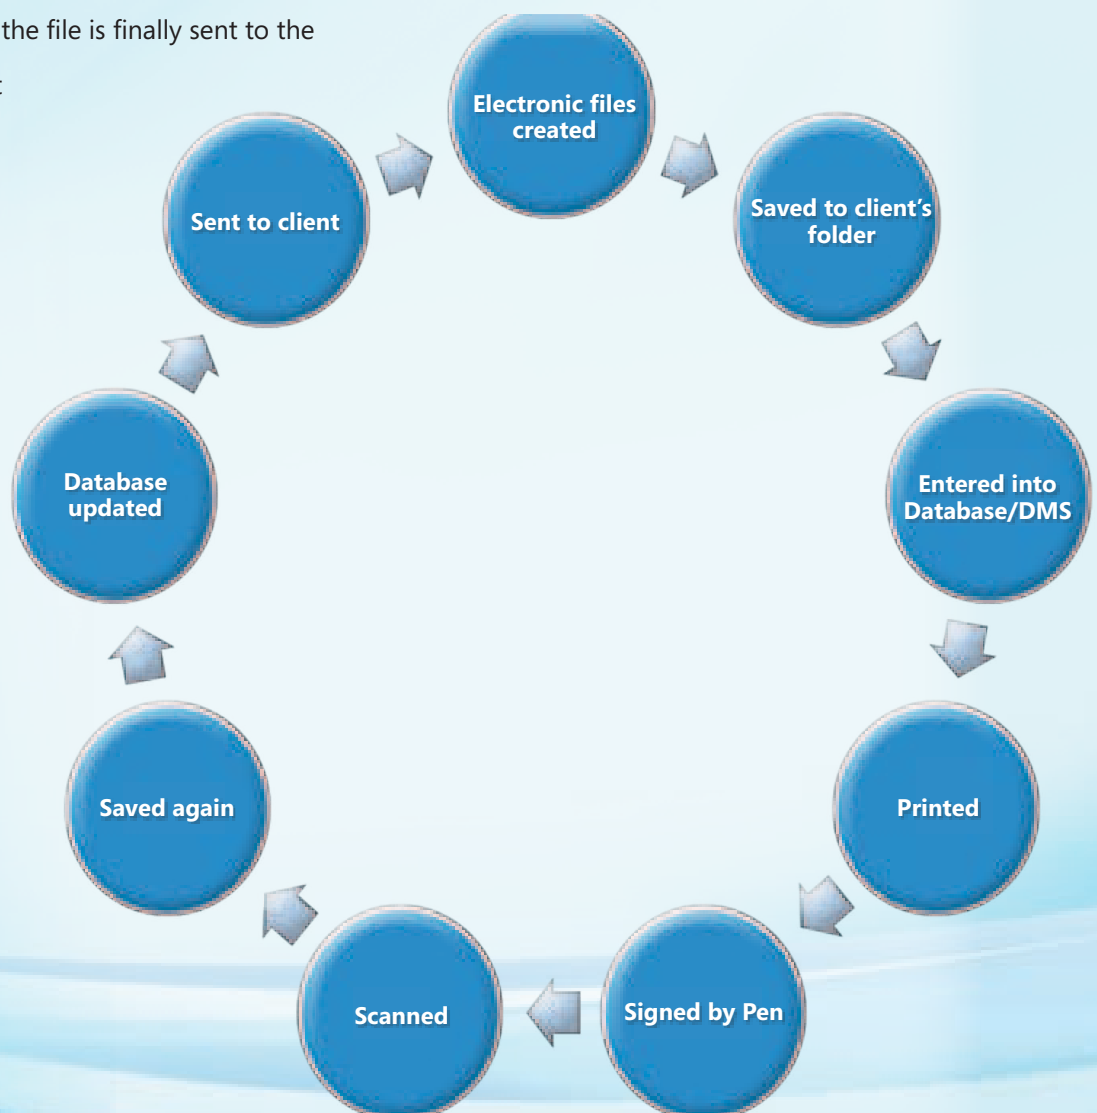 the file is finally sent to the
Electronic files
created
Saved to client's
folder
Entered into
Database/DMS
Printed
Signed by Pen
Scanned
Saved again
Database
updated
Sent to client